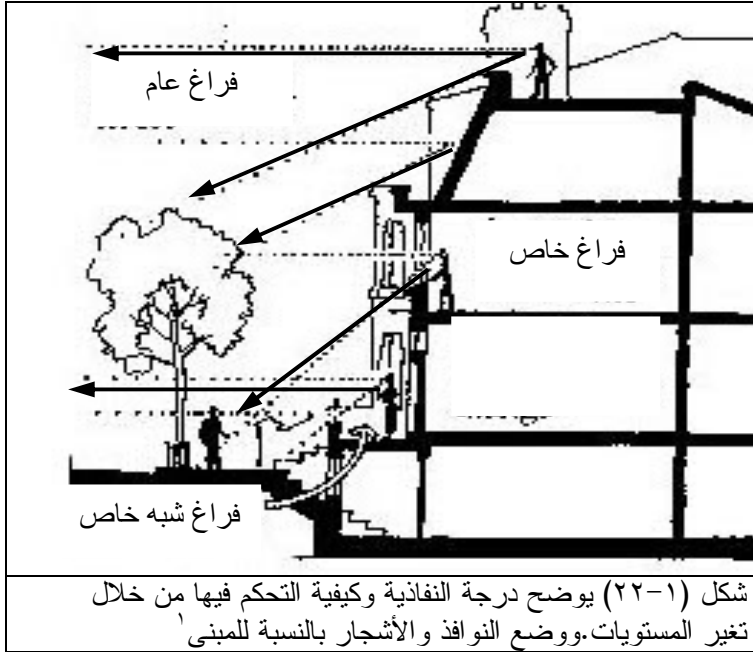 فراغ عام
فراغ خاص
فراغ شبه خاص
شكل (١-٢٢) يوضح درجة النفاذية وكيفية التحكم فيها من خلال
تغير المستويات.ووضع النوافذ والأشجار بالنسبة للمبنى١